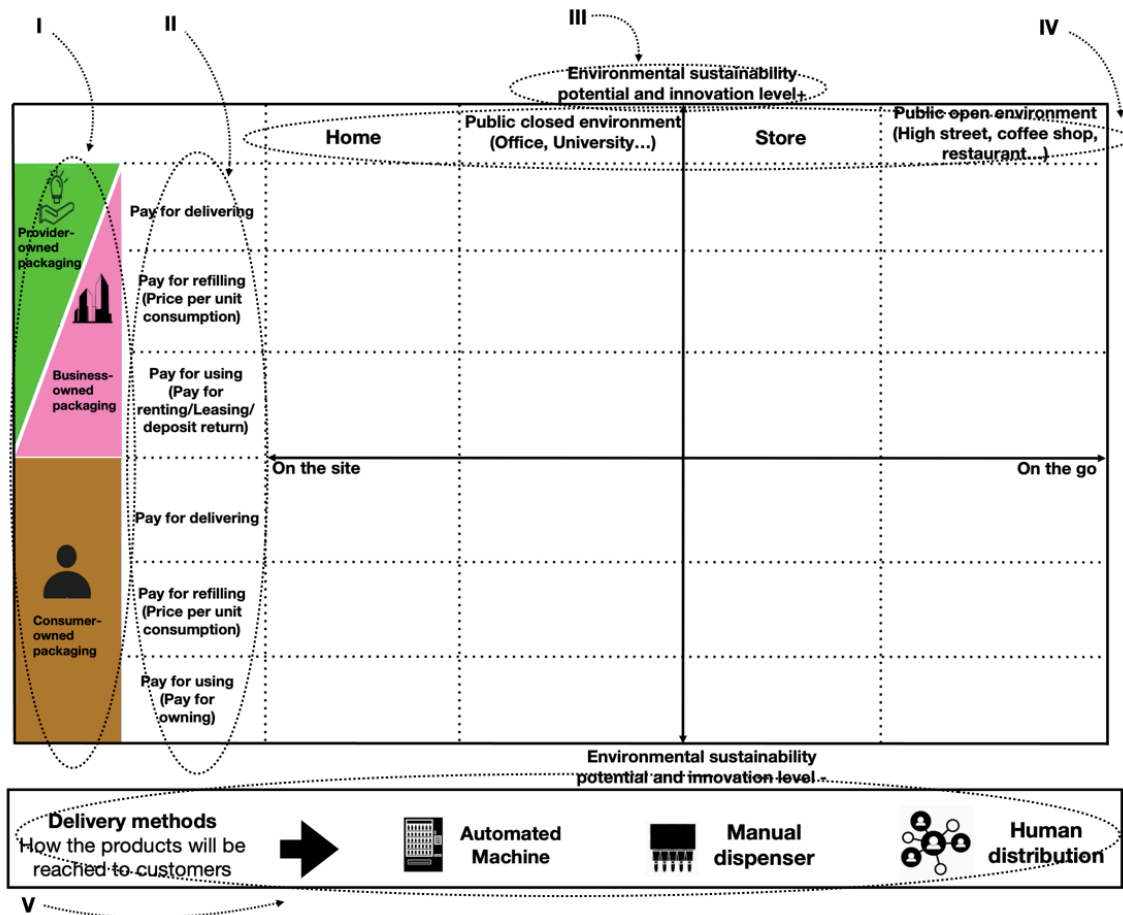 I
II
III
IV
Environmental sustainability
potential and innovation level+
Home
Public closed environment
(Office, University...)
Store
Public open environment
(High street, coffee shop,
restaurant...)
Provider-
owned
packaging
Business-
owned
packaging
Pay for delivering
Pay for refilling
(Price per unit
consumption)
Pay for using
(Pay for
renting/Leasing/
deposit return)
On the site
On the go
Consumer-
owned
packaging
Pay for delivering
Pay for refilling
(Price per unit
consumption)
Pay for using
(Pay for
owning)
Environmental sustainability
potential and innovation level -
Delivery methods
How the products will be
reached to customers
Automated
Machine
Manual
dispenser
Human
distribution
V